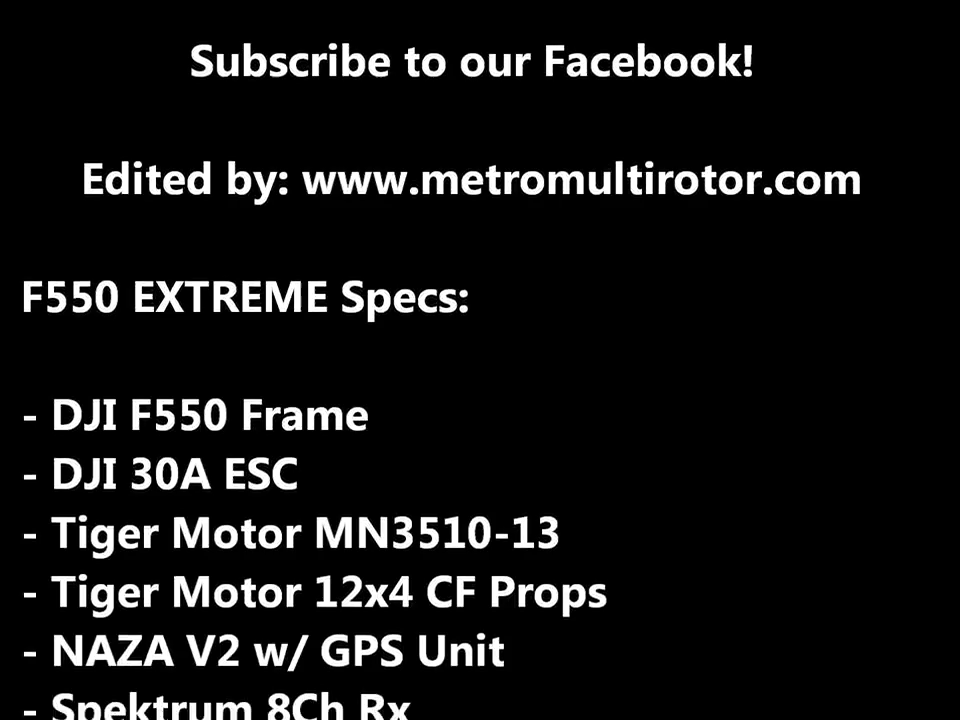 Subscribe to our Facebook!
Edited by: www.metromultirotor.com
F550 EXTREME Specs:
- DJI F550 Frame
- DJI 30A ESC
- Tiger Motor MN3510-13
- Tiger Motor 12x4 CF Props
- NAZA V2 w/ GPS Unit
- Spektrum 8Ch Rx